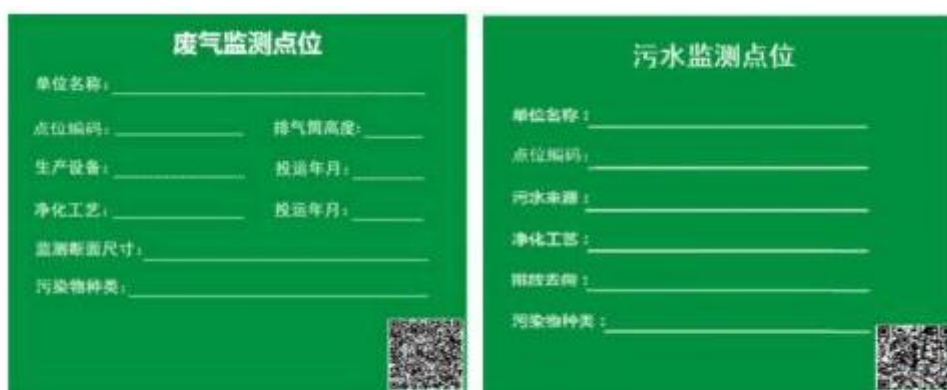 废气监测点位
单位名称：
点位编码： 排气筒高度:
生产设备： 投运年月：
净化工艺： 投运年月：
监测断面尺寸：
污染物种类：
污水监测点位
单位名称：
点位编码：
污水来源：
净化工艺：
排放去向：
污染物种类：